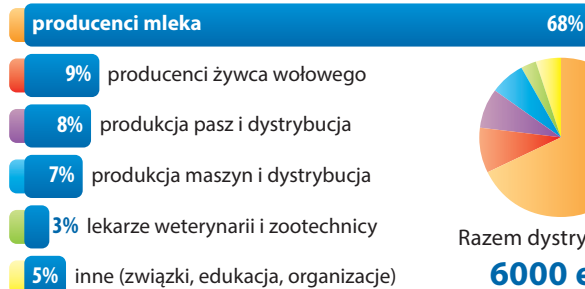 producenci mleka 68%
9% producenci żywca wołowego
8% produkcja pasz i dystrybucja
7% produkcja maszyn i dystrybucja
3% lekarze weterynarii i zootechnicy
5% inne (związki, edukacja, organizacje)
Razem
6000